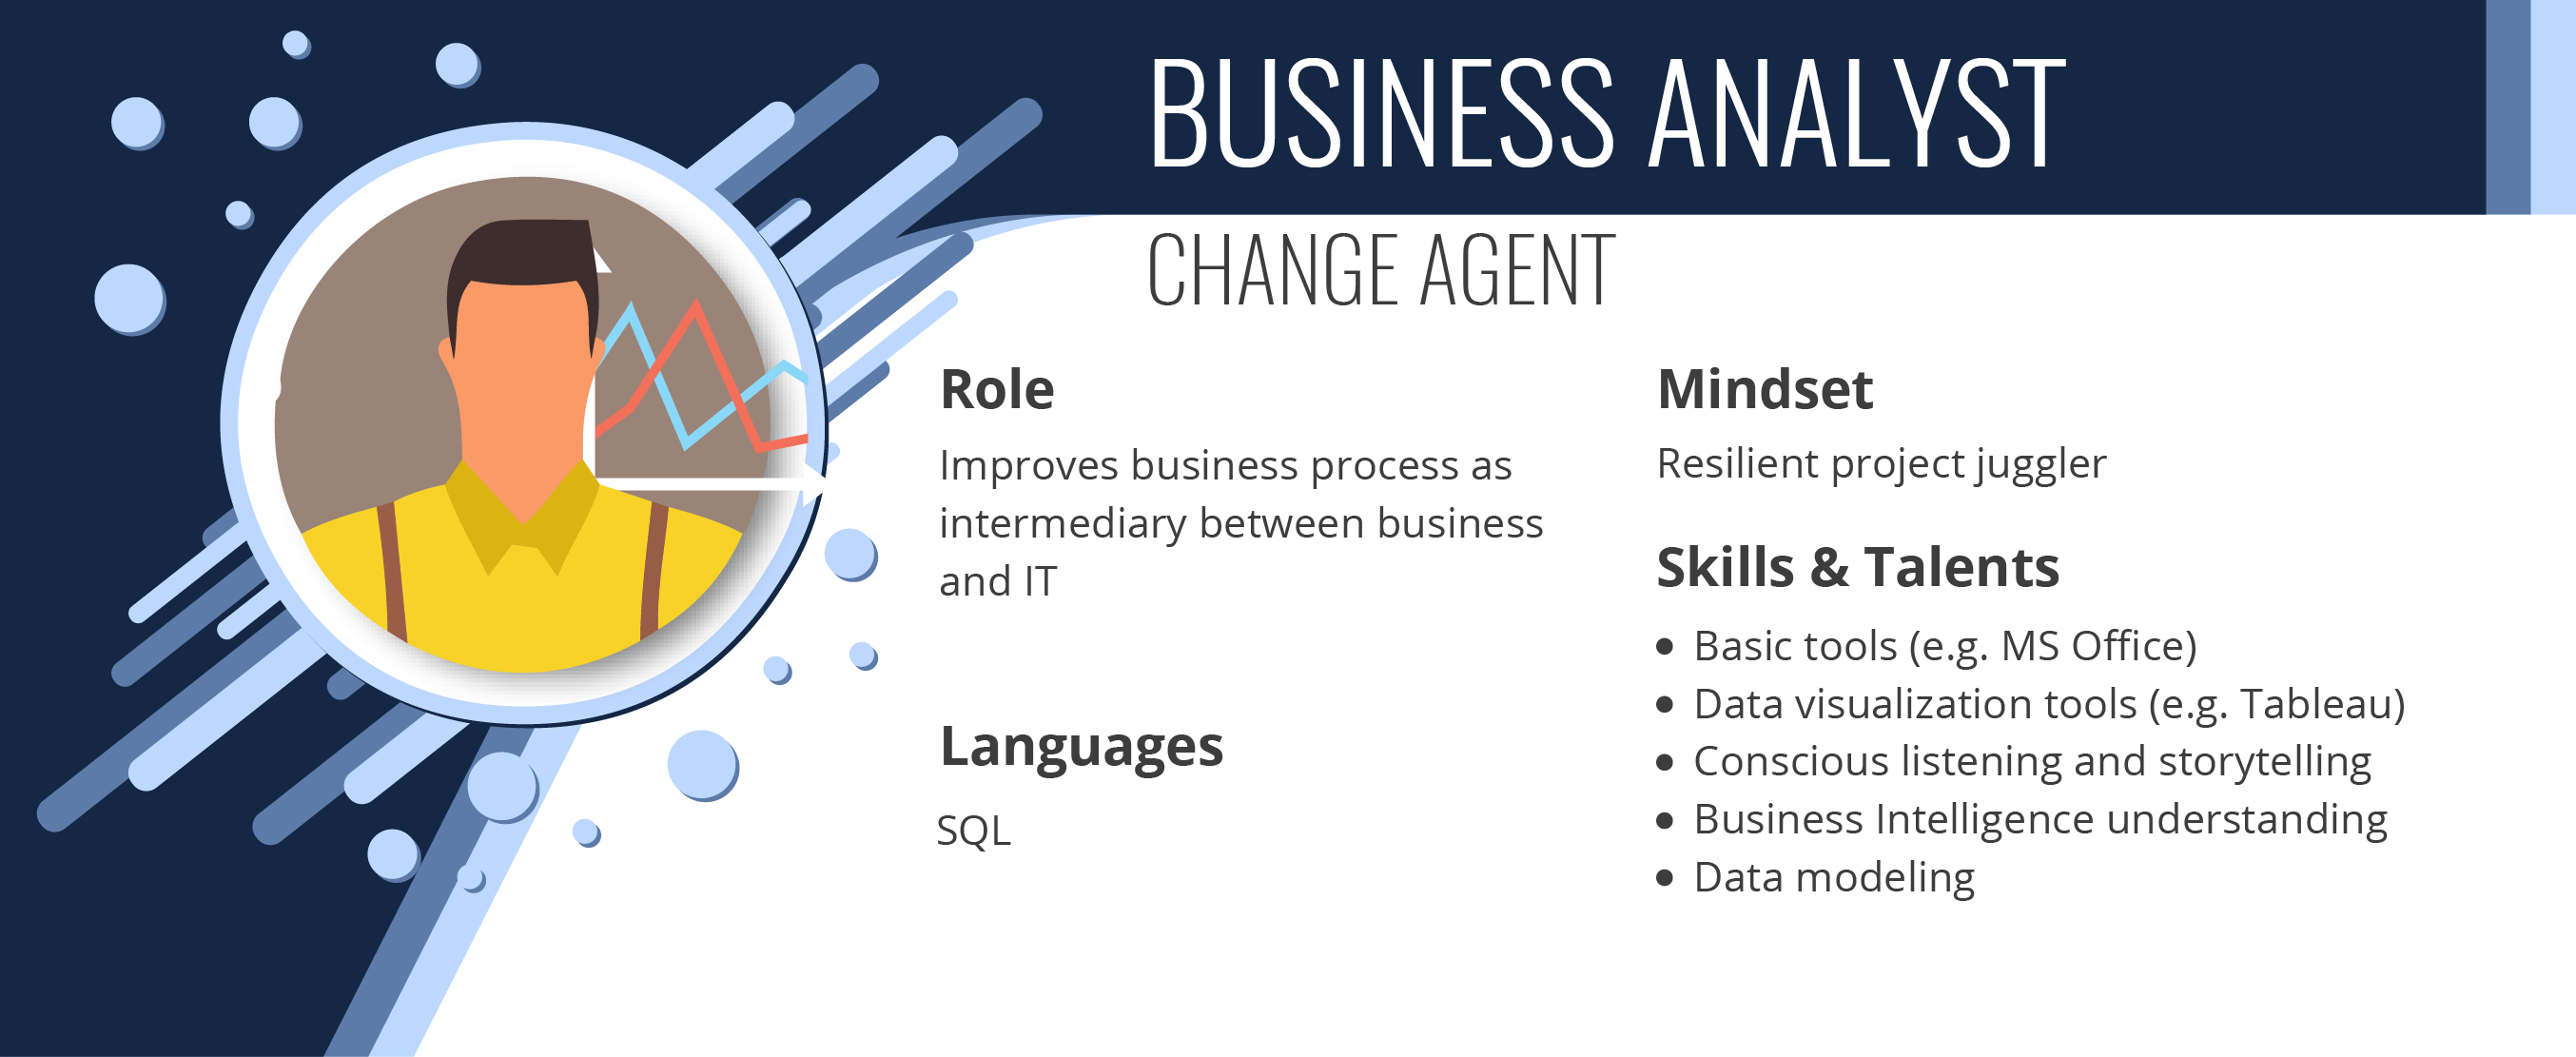 BUSINESS ANALYST
CHANGE AGENT
Role
Improves business process as
intermediary between business
and IT
Languages
SQL
Mindset
Resilient project juggler
Skills & Talents
• Basic tools (e.g. MS Office)
• Data visualization tools (e.g. Tableau)
• Conscious listening and storytelling
• Business Intelligence understanding
• Data modeling